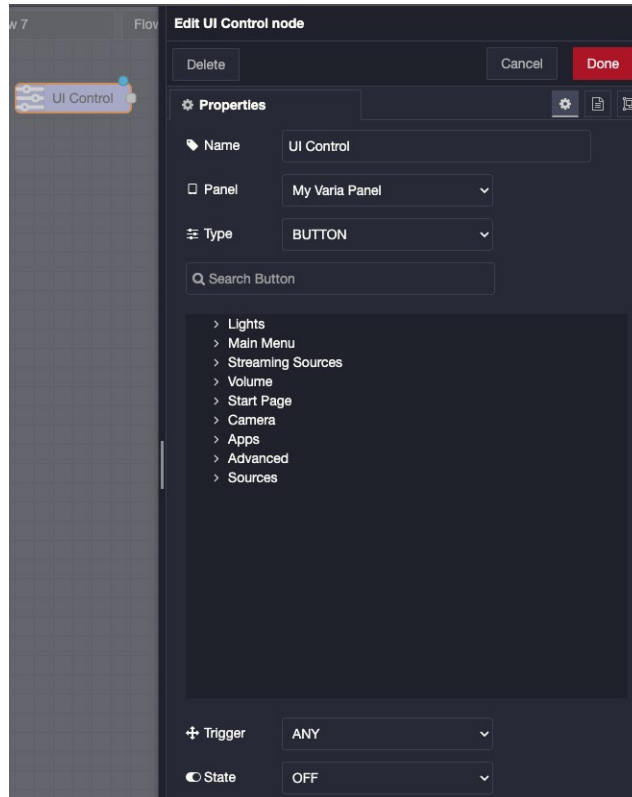 w 7 Flow
Edit UI Control node
Delete Cancel Done
UI Control
Properties
Name UI Control
Panel My Varia Panel
Type BUTTON
Search Button
> Lights
> Main Menu
> Streaming Sources
> Volume
> Start Page
> Camera
> Apps
> Advanced
> Sources
Trigger ANY
State OFF